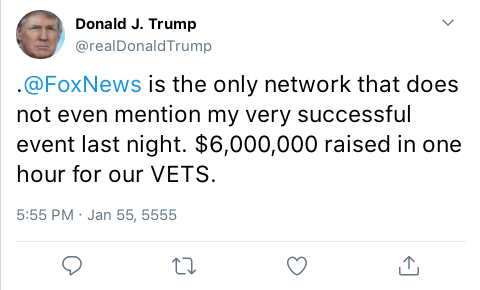 Donald J. Trump
@realDonaldTrump
.@FoxNews is the only network that does
not even mention my very successful
event last night. $6,000,000 raised in one
hour for our VETS.
5:55 PM · Jan 55, 5555